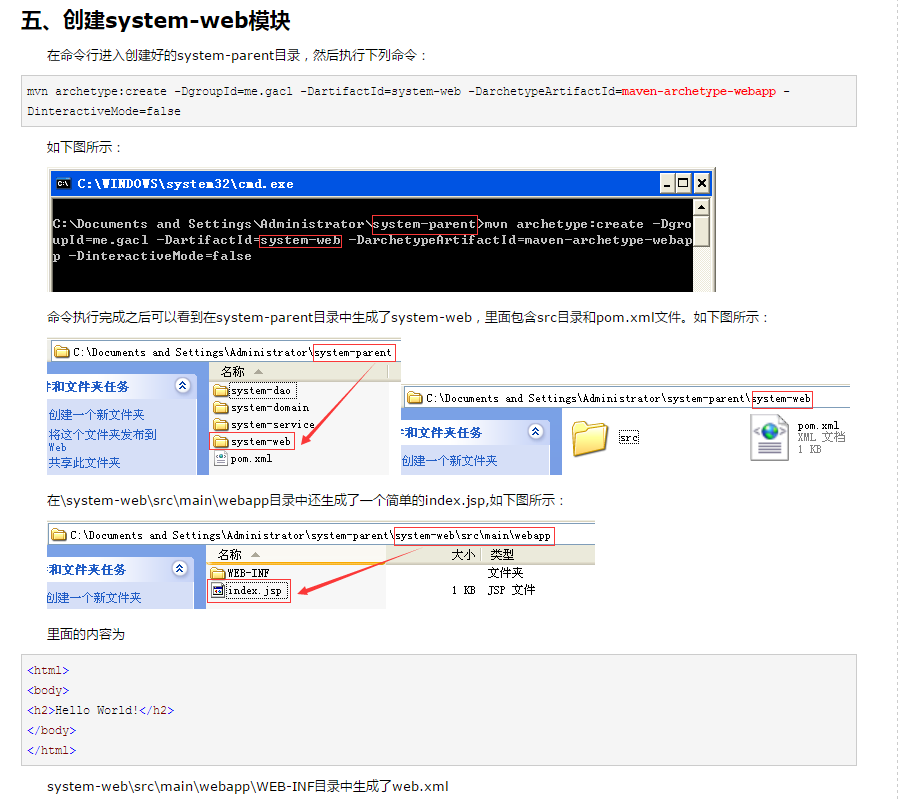 五、创建system-web模块
在命令行进入创建好的system-parent目录，然后执行下列命令：
mvn archetype:create -DgroupId=me.gacl -DartifactId=system-web -DarchetypeArtifactId=maven-archetype-webapp -
DinteractiveMode=false
如下图所示：
C:\WINDOWS\system32\cmd.exe
C:\Documents and Settings\Administrator\system-parent>mvn archetype:create -Dgro
upId=me.gacl -DartifactId=system-web -DarchetypeArtifactId=maven-archetype-webap
p -DinteractiveMode=false
命令执行完成之后可以看到在system-parent目录中生成了system-web，里面包含src目录和pom.xml文件。如下图所示：
C:\Documents and Settings\Administrator\system-parent
名称
件和文件夹任务
创建一个新文件夹
将这个文件夹发布到
Web
共享此文件夹
system-dao
system-domain
system-service
system-web
pom.xml
C:\Documents and Settings\Administrator\system-parent\system-web
件和文件夹任务
创建一个新文件夹
src
pom.xml
XML 文档
1 KB
在\system-web\src\main\webapp目录中还生成了一个简单的index.jsp,如下图所示：
C:\Documents and Settings\Administrator\system-parent\system-web\src\main\webapp
名称 大小 类型
件和文件夹任务
创建一个新文件夹
WEB-INF 文件夹
index.jsp 1 KB JSP 文件
里面的内容为
<html>
<body>
<h2>Hello World!</h2>
</body>
</html>
system-web\src\main\webapp\WEB-INF目录中生成了web.xml